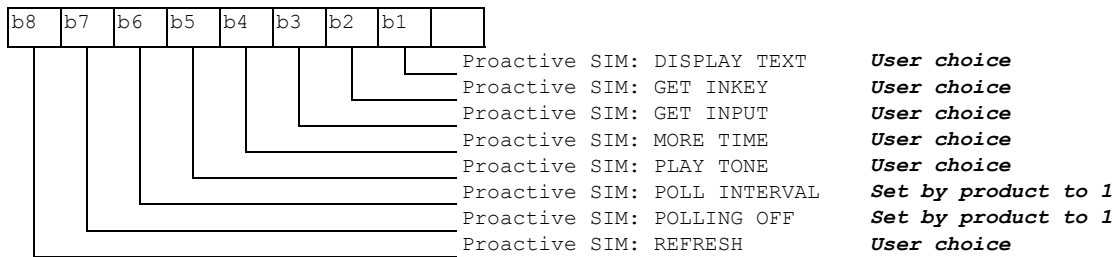 b8 b7 b6 b5 b4 b3 b2 b1
Proactive SIM: DISPLAY TEXT User choice
Proactive SIM: GET INKEY User choice
Proactive SIM: GET INPUT User choice
Proactive SIM: MORE TIME User choice
Proactive SIM: PLAY TONE User choice
Proactive SIM: POLL INTERVAL Set by product to 1
Proactive SIM: POLLING OFF Set by product to 1
Proactive SIM: REFRESH User choice